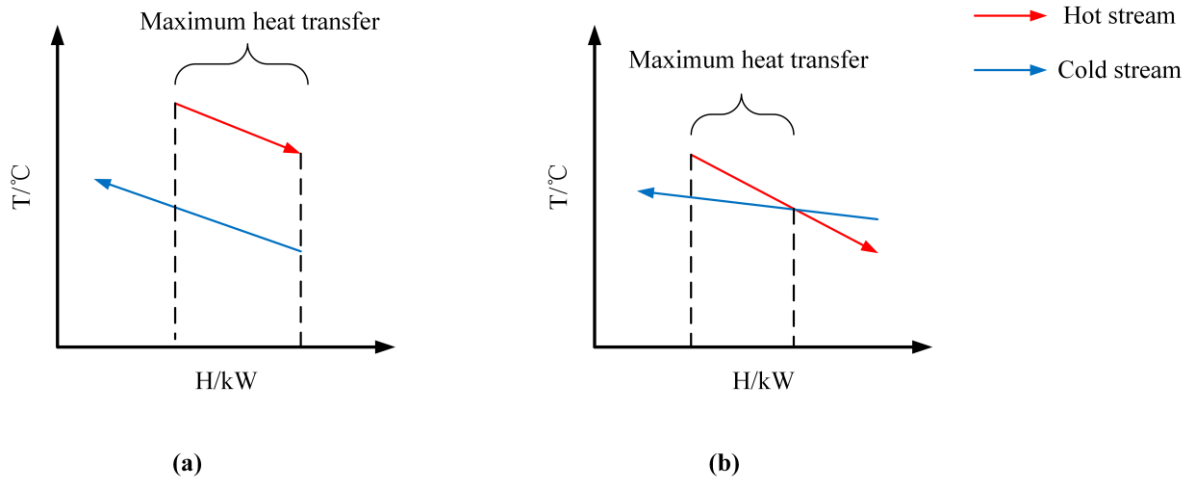 Maximum heat transfer
T/℃
H/kW
(a)
Maximum heat transfer
T/℃
H/kW
(b)
Hot stream
Cold stream